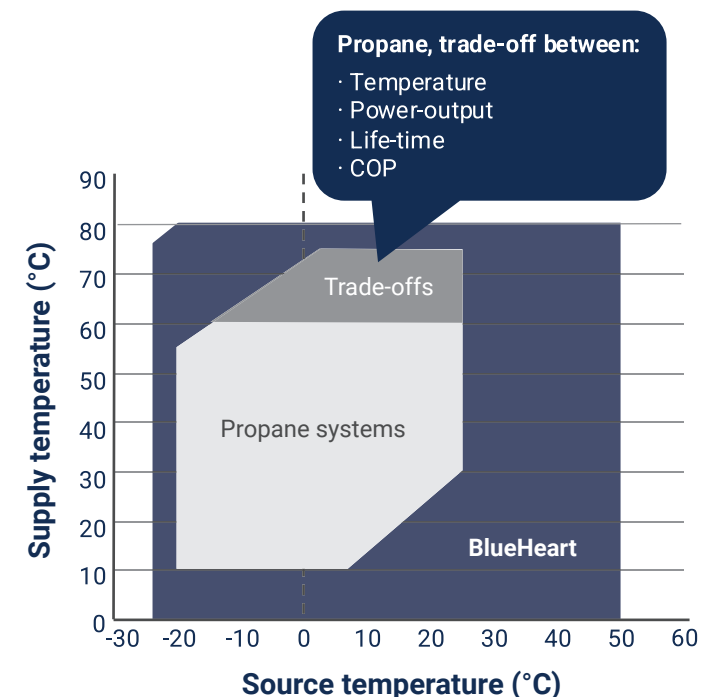 Propane, trade-off between:
· Temperature
· Power-output
· Life-time
· COP
90
80
70
60
50
40
30
20
10
0
Supply temperature (°C)
Trade-offs
Propane systems
BlueHeart
-30 -20 -10 0 10 20 30 40 50 60
Source temperature (°C)